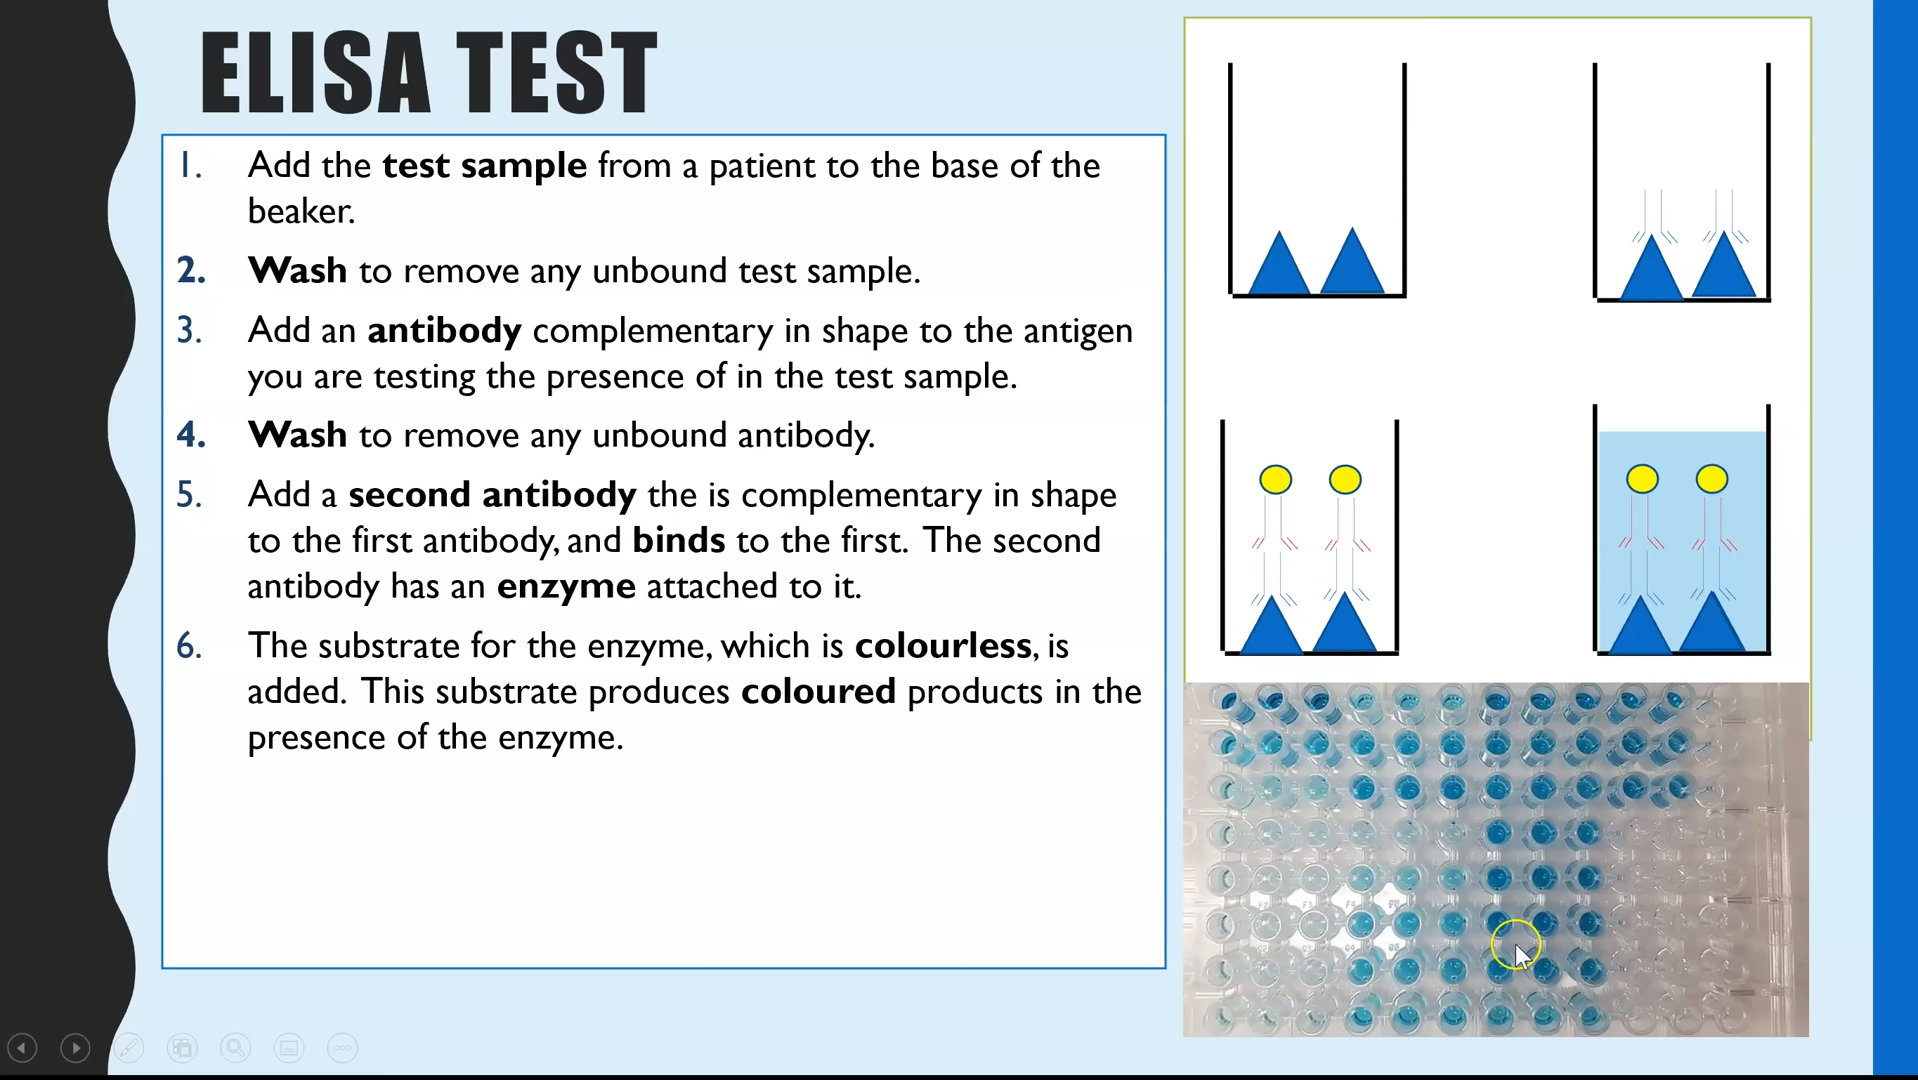 ELISA TEST
1. Add the test sample from a patient to the base of the
beaker.
2. Wash to remove any unbound test sample.
3. Add an antibody complementary in shape to the antigen
you are testing the presence of in the test sample.
4. Wash to remove any unbound antibody.
5. Add a second antibody the is complementary in shape
to the first antibody, and binds to the first. The second
antibody has an enzyme attached to it.
6. The substrate for the enzyme, which is colourless, is
added. This substrate produces coloured products in the
presence of the enzyme.